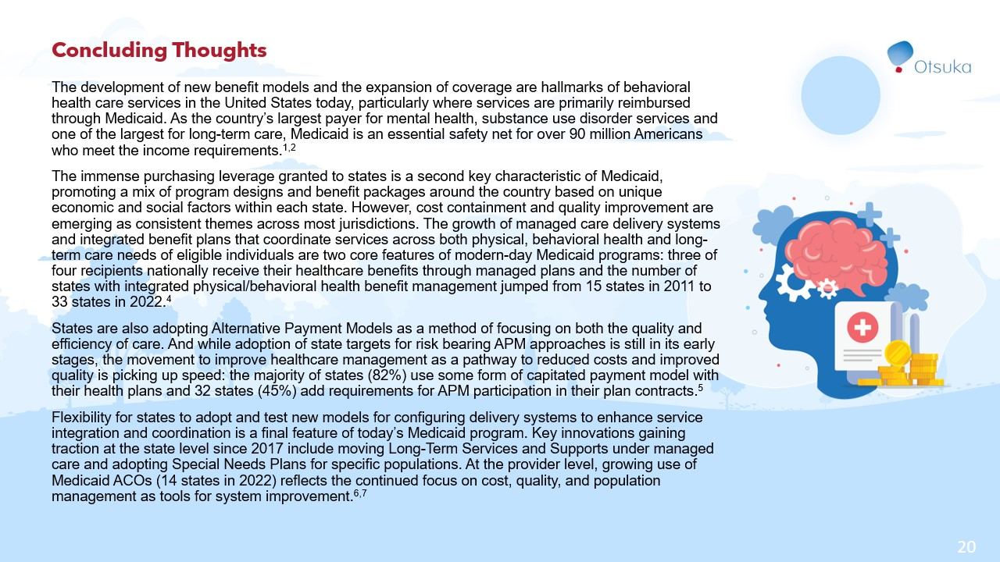 Concluding Thoughts
Otsuka
The development of new benefit models and the expansion of coverage are hallmarks of behavioral
health care services in the United States today, particularly where services are primarily reimbursed
through Medicaid. As the country’s largest payer for mental health, substance use disorder services and
one of the largest for long-term care, Medicaid is an essential safety net for over 90 million Americans
who meet the income requirements.1,2
The immense purchasing leverage granted to states is a second key characteristic of Medicaid,
promoting a mix of program designs and benefit packages around the country based on unique
economic and social factors within each state. However, cost containment and quality improvement are
emerging as consistent themes across most jurisdictions. The growth of managed care delivery systems
and integrated benefit plans that coordinate services across both physical, behavioral health and long-
term care needs of eligible individuals are two core features of modern-day Medicaid programs: three of
four recipients nationally receive their healthcare benefits through managed plans and the number of
states with integrated physical/behavioral health benefit management jumped from 15 states in 2011 to
33 states in 2022.4
States are also adopting Alternative Payment Models as a method of focusing on both the quality and
efficiency of care. And while adoption of state targets for risk bearing APM approaches is still in its early
stages, the movement to improve healthcare management as a pathway to reduced costs and improved
quality is picking up speed: the majority of states (82%) use some form of capitated payment model with
their health plans and 32 states (45%) add requirements for APM participation in their plan contracts.5
Flexibility for states to adopt and test new models for configuring delivery systems to enhance service
integration and coordination is a final feature of today’s Medicaid program. Key innovations gaining
traction at the state level since 2017 include moving Long-Term Services and Supports under managed
care and adopting Special Needs Plans for specific populations. At the provider level, growing use of
Medicaid ACOs (14 states in 2022) reflects the continued focus on cost, quality, and population
management as tools for system improvement.6,7
20